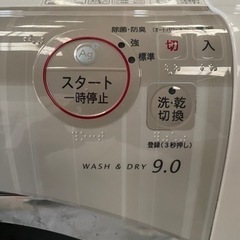 除菌・防臭
強
標準
Ag+
切
入
スタート
一時停止
洗・乾
切換
登録(3秒押し)
WASH & DRY 9.0